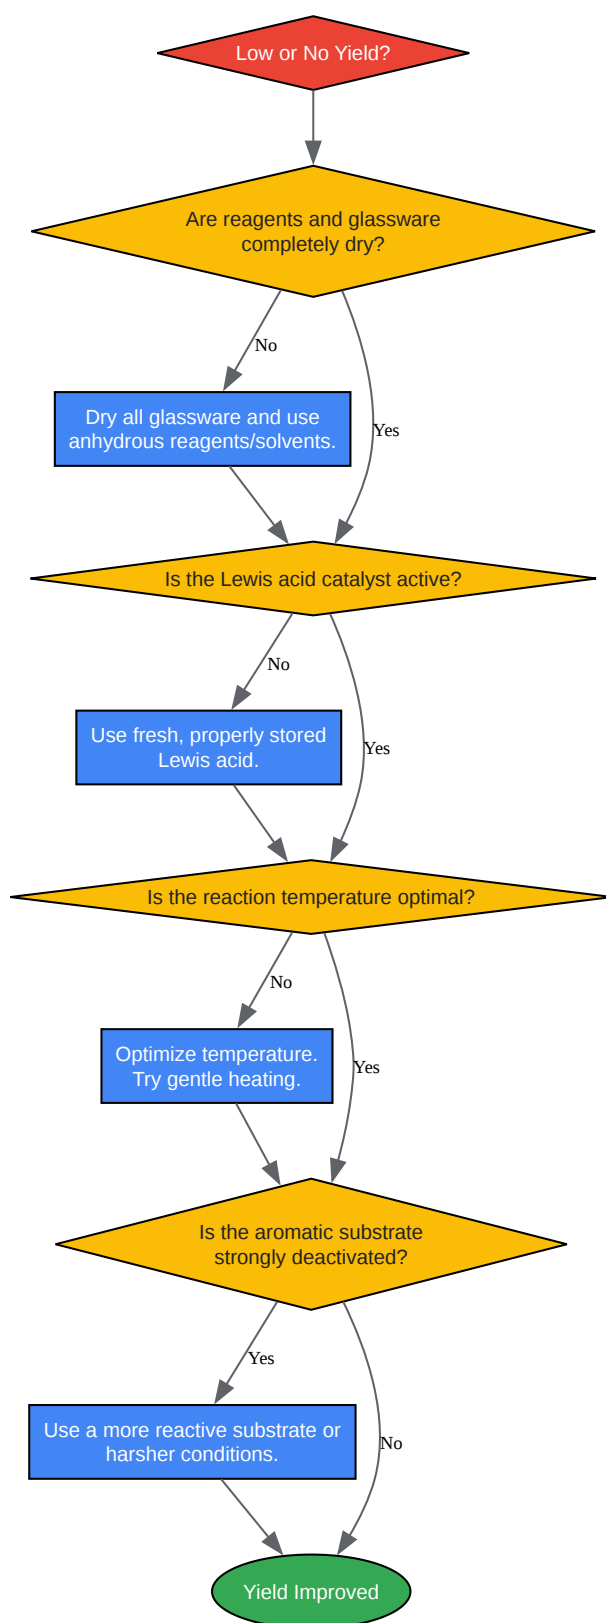 Low or No Yield?
Are reagents and glassware
completely dry?
No
Dry all glassware and use
anhydrous reagents/solvents.
Yes
Is the Lewis acid catalyst active?
No
Use fresh, properly stored
Lewis acid.
Yes
Is the reaction temperature optimal?
No
Optimize temperature.
Try gentle heating.
Yes
Is the aromatic substrate
strongly deactivated?
Yes
Use a more reactive substrate or
harsher conditions.
No
Yield Improved